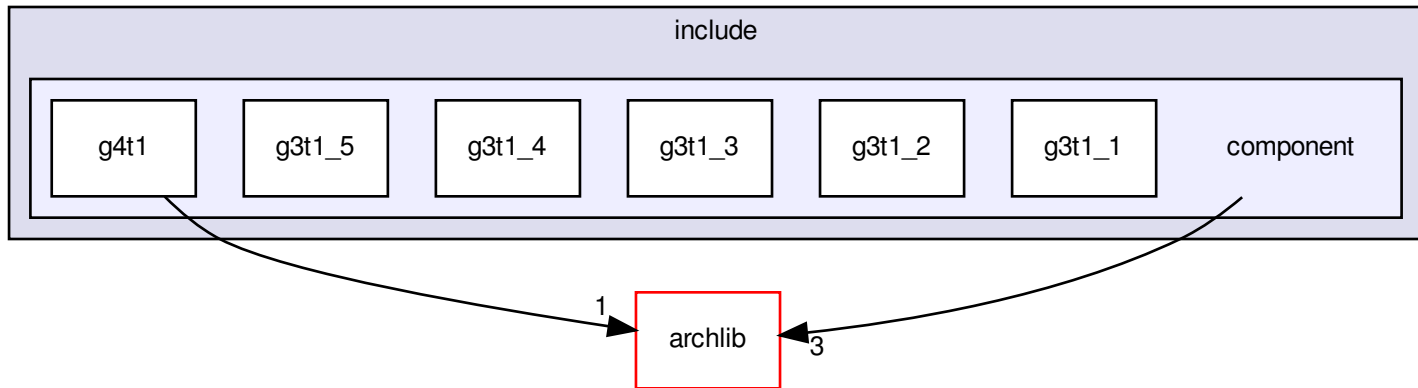 include
g4t1
g3t1_5
g3t1_4
g3t1_3
g3t1_2
g3t1_1
component
1
archlib
3